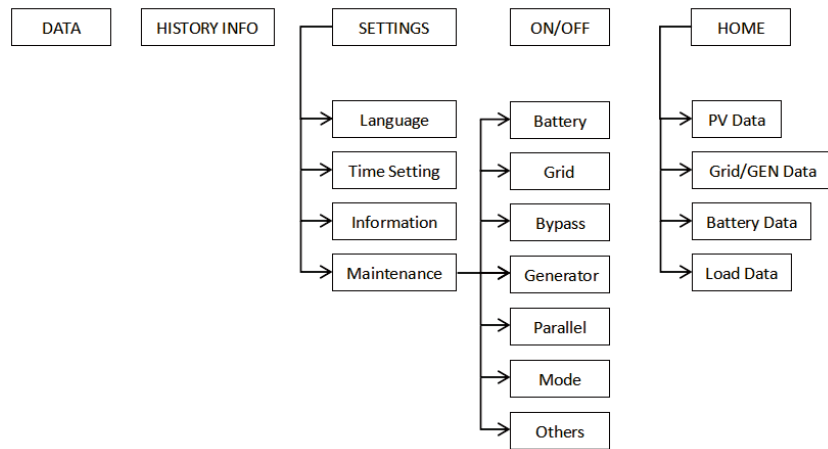 DATA
HISTORY INFO
SETTINGS
ON/OFF
HOME
Language
Time Setting
Information
Maintenance
Battery
Grid
Bypass
Generator
Parallel
Mode
Others
PV Data
Grid/GEN Data
Battery Data
Load Data